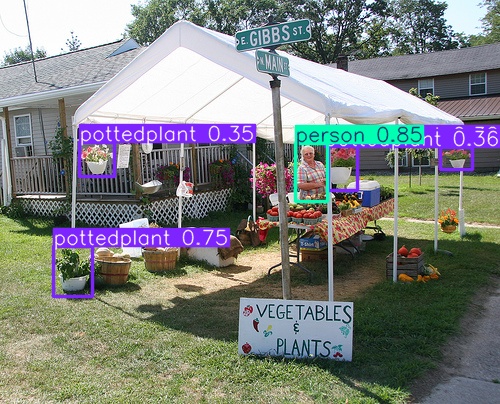 E. GIBBS ST.
N. MAIN
pottedplant 0.35
person 0.85
0.36
pottedplant 0.75
VEGETABLES
& PLANTS